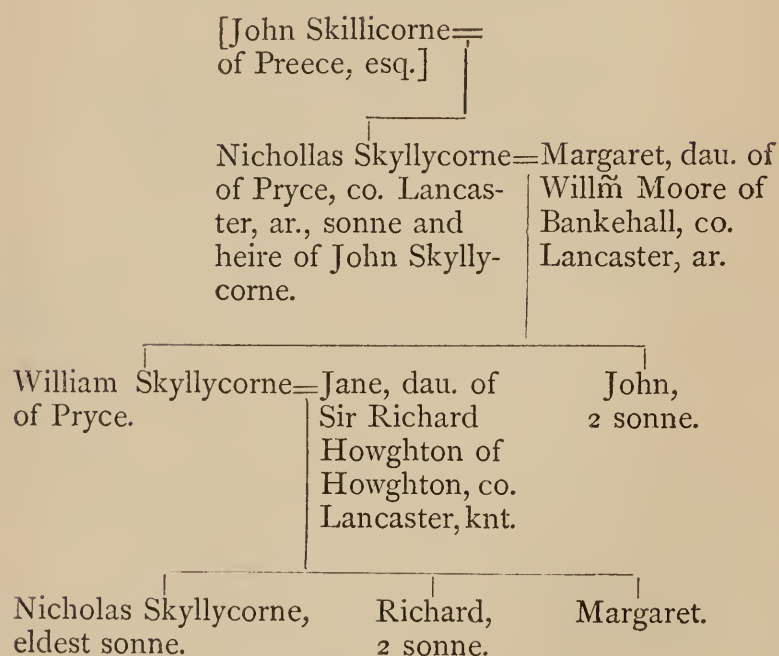 [John Skillicorne=
of Preece, esq.]
Nichollas Skyllycorne=
of Pryce, co. Lancas-
ter, ar., sonne and
heire of John Skylly-
corne.
Margaret, dau. of
Willm̃ Moore of
Bankehall, co.
Lancaster, ar.
William Skyllycorne=
of Pryce.
Jane, dau. of
Sir Richard
Howghton of
Howghton, co.
Lancaster, knt.
John,
2 sonne.
Nicholas Skyllycorne,
eldest sonne.
Richard,
2 sonne.
Margaret.